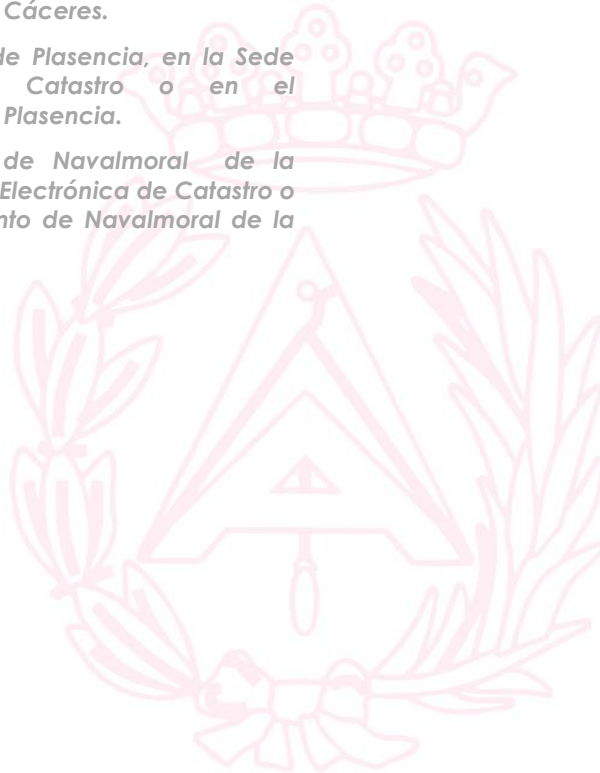 Cáceres.
de Plasencia, en la Sede
Catastro o en el
Plasencia.
de Navalmoral de la
Electrónica de Catastro o
nto de Navalmoral de la